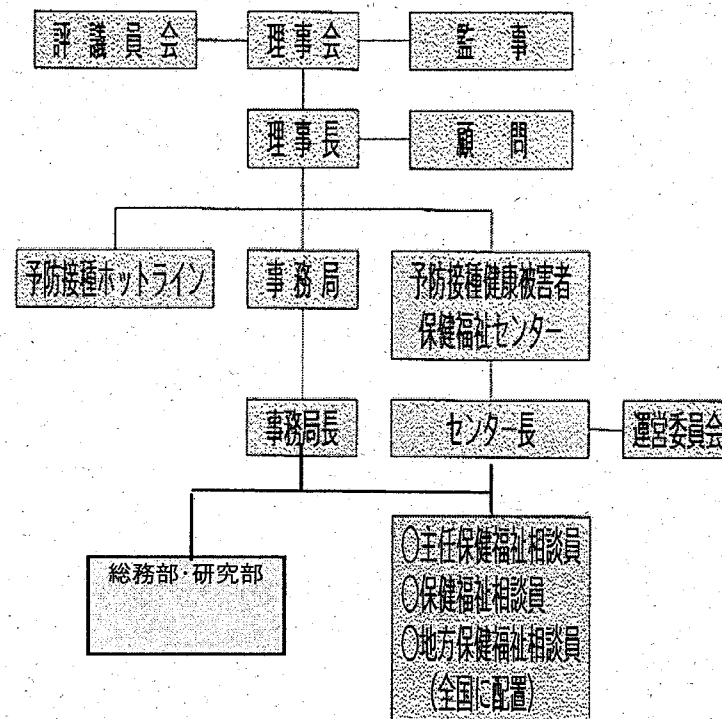 評議員会
理事会
監事
理事長
顧問
予防接種ホットライン
事務局
予防接種健康被害者
保健福祉センター
事務局長
センター長
運営委員会
総務部・研究部
○主任保健福祉相談員
○保健福祉相談員
○地方保健福祉相談員
(全国に配置)